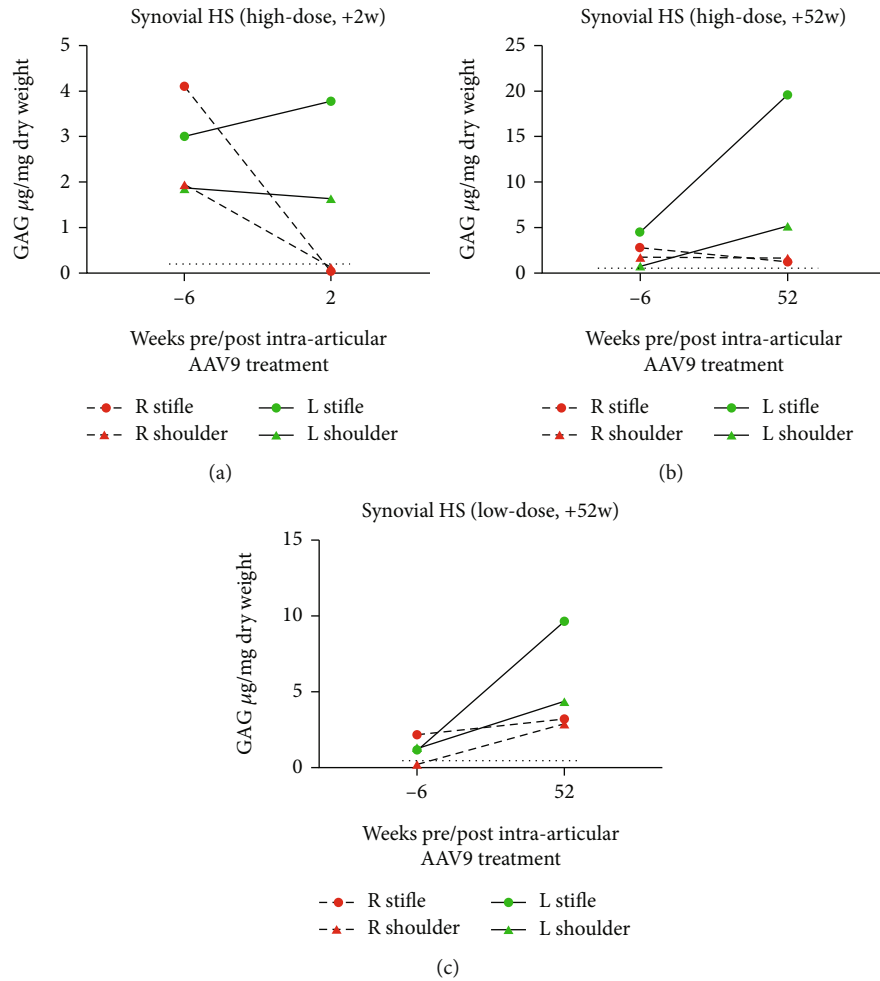 Synovial HS (high-dose, +2w)
GAG μg/mg dry weight
5
4
3
2
1
0
–6
2
Weeks pre/post intra-articular
AAV9 treatment
R stifle
L stifle
R shoulder
L shoulder
(a)
Synovial HS (high-dose, +52w)
GAG μg/mg dry weight
25
20
15
10
5
0
–6
52
Weeks pre/post intra-articular
AAV9 treatment
R stifle
L stifle
R shoulder
L shoulder
(b)
Synovial HS (low-dose, +52w)
GAG μg/mg dry weight
15
10
5
0
–6
52
Weeks pre/post intra-articular
AAV9 treatment
R stifle
L stifle
R shoulder
L shoulder
(c)